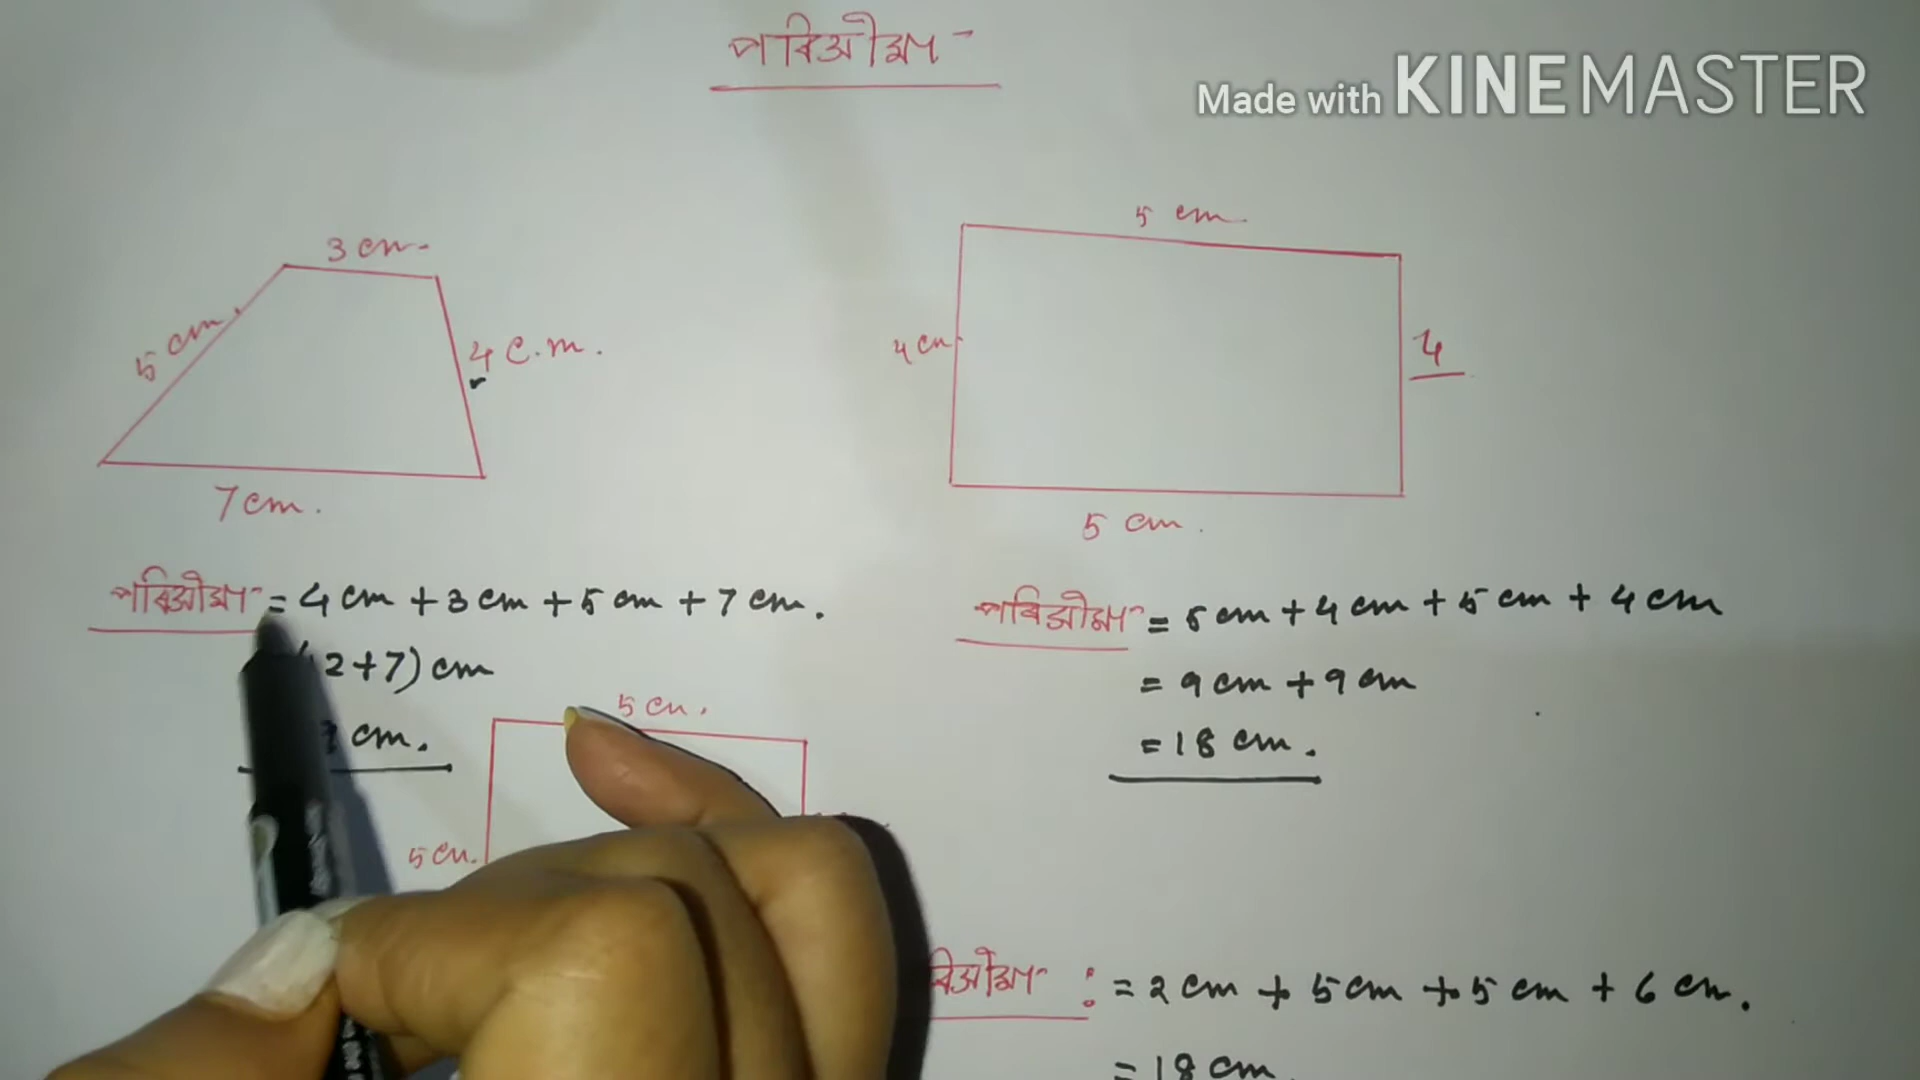 পৰিসীমা -
Made with KINEMASTER
3 cm.
5 cm.
4 c.m.
7 cm.
5 cm.
4 cm
4
5 cm.
পৰিসীমা = 4 cm + 3 cm + 5 cm + 7 cm.
2+7) cm
cm.
পৰিসীমা = 5 cm + 4 cm + 5 cm + 4 cm
= 9 cm + 9 cm
= 18 cm.
5 cm.
5 cm.
ৰিসীমা : = 2 cm + 5 cm + 5 cm + 6 cm.
= 18 cm.